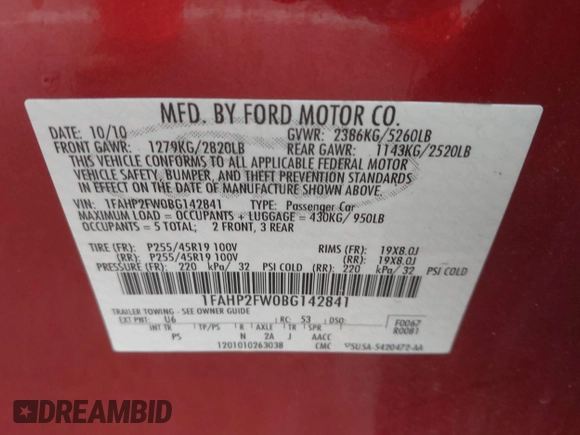 MFD. BY FORD MOTOR CO.
DATE: 10/10 GVWR: 2386KG/5260LB
FRONT GAWR: 1279KG/2820LB REAR GAWR: 1143KG/2520LB
THIS VEHICLE CONFORMS TO ALL APPLICABLE FEDERAL MOTOR
VEHICLE SAFETY, BUMPER, AND THEFT PREVENTION STANDARDS
IN EFFECT ON THE DATE OF MANUFACTURE SHOWN ABOVE.
VIN: 1FAHP2FW0BG142841 TYPE: Passenger Car
MAXIMUM LOAD = OCCUPANTS + LUGGAGE = 430KG/ 950LB
OCCUPANTS = 5 TOTAL; 2 FRONT, 3 REAR
TIRE (FR): P255/45R19 100V RIMS (FR): 19X8.0J
(RR): P255/45R19 100V (RR): 19X8.0J
PRESSURE (FR): 220 kPa/ 32 PSI COLD (RR): 220 kPa/ 32 PSI COLD
1FAHP2FW0BG142841
TRAILER TOWING - SEE OWNER GUIDE
EXT PNT: U6 RC: 53 DSO: F0067
R0081
INT TR TP/PS R AXLE TR SPR
PS N 2A J AACC
1201010263038 CMC 5USA-5420472-AA
DREAMBID